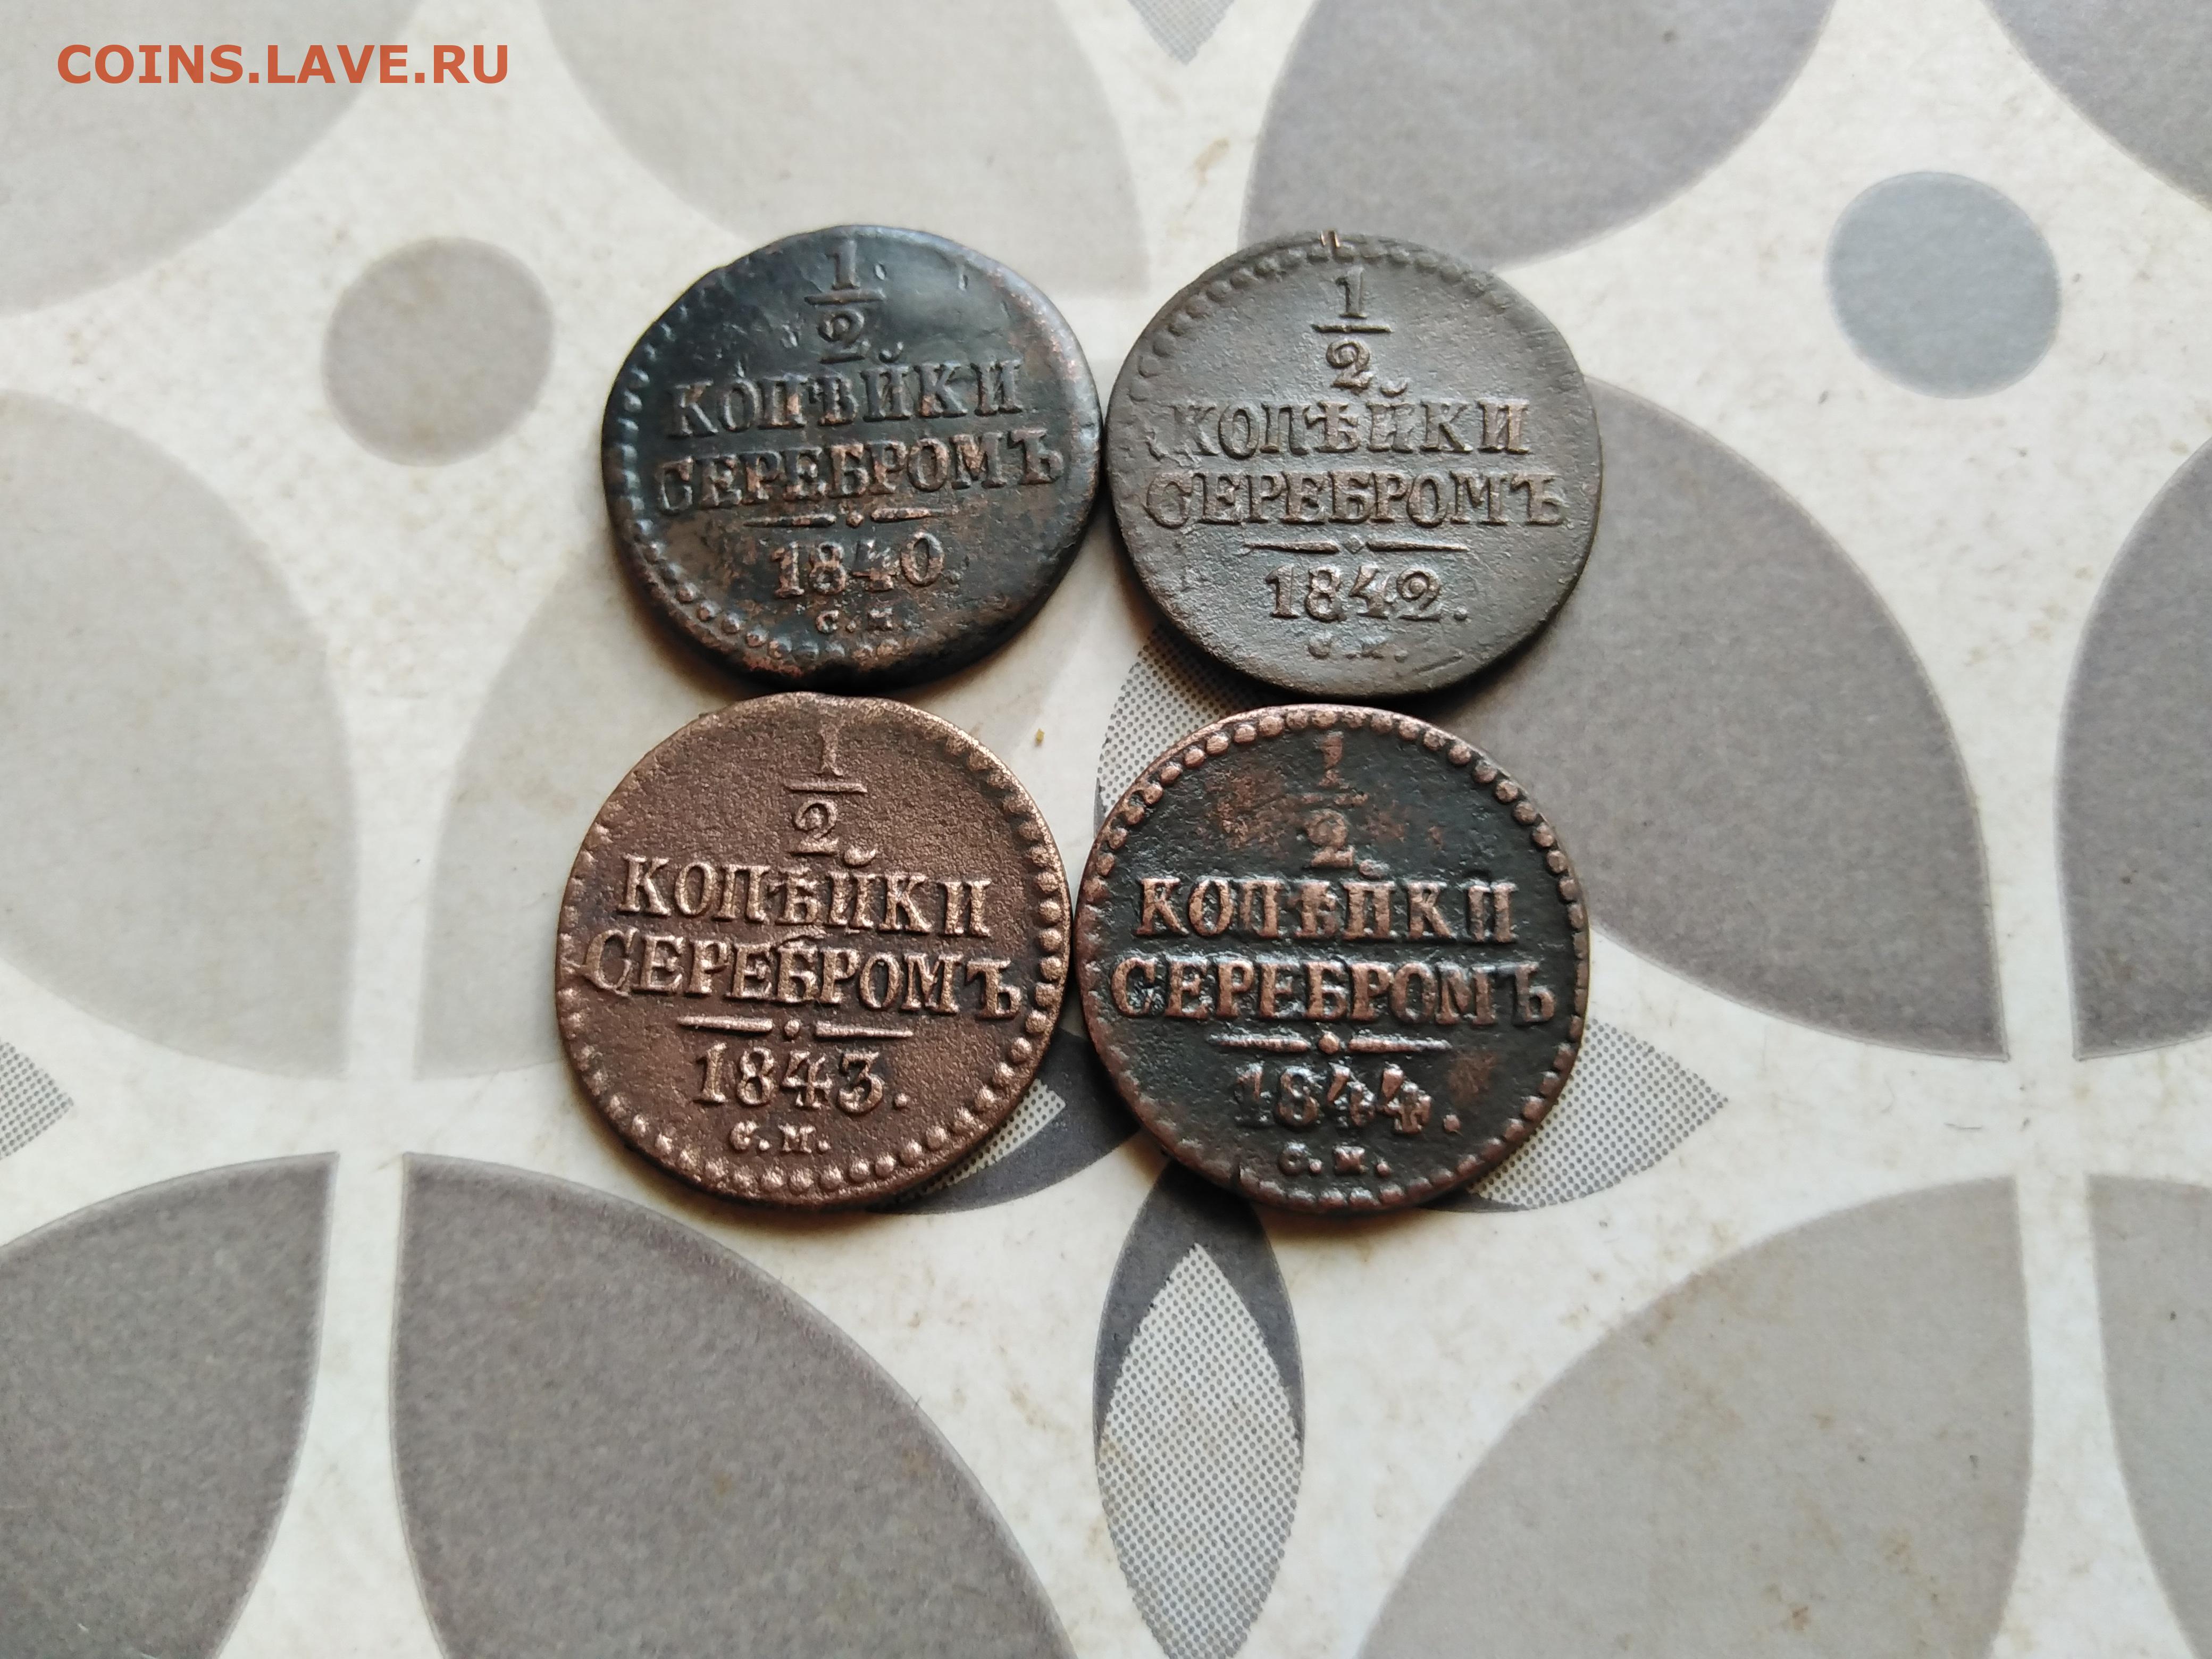 COINS.LAVE.RU
1
2
КОПѢЙКИ
СЕРЕБРОМЪ
1840.
С.М.
1
2
КОПѢЙКИ
СЕРЕБРОМЪ
1842.
С.М.
1
2
КОПѢЙКИ
СЕРЕБРОМЪ
1843.
С.М.
1
2
КОПѢЙКИ
СЕРЕБРОМЪ
1844.
С.М.